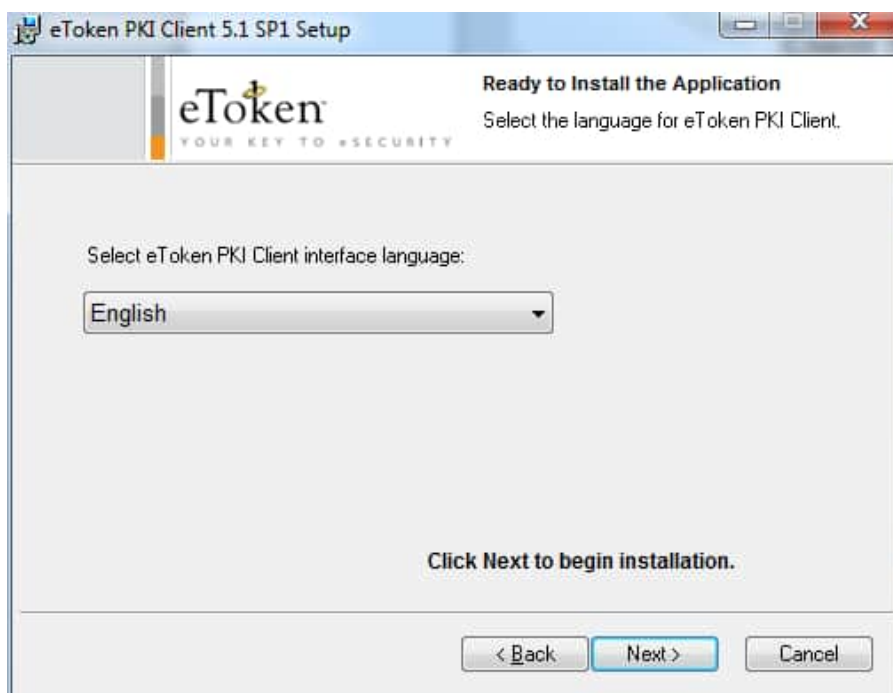 eToken PKI Client 5.1 SP1 Setup
eToken
YOUR KEY TO eSECURITY
Ready to Install the Application
Select the language for eToken PKI Client.
Select eToken PKI Client interface language:
English
Click Next to begin installation.
< Back
Next >
Cancel